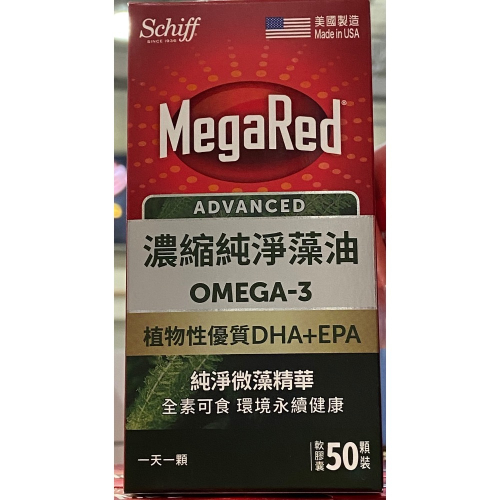 Schiff
SINCE 1936
美國製造
Made in USA
MegaRed
ADVANCED
濃縮純淨藻油
OMEGA-3
植物性優質DHA+EPA
純淨微藻精華
全素可食 環境永續健康
一天一顆
軟膠囊50顆裝